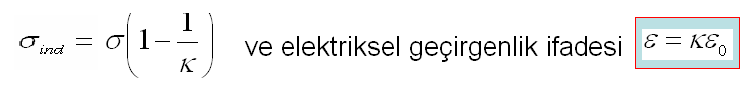 σ_ind = σ(1 − 1/κ) ve elektriksel geçirgenlik ifadesi ε = κε₀